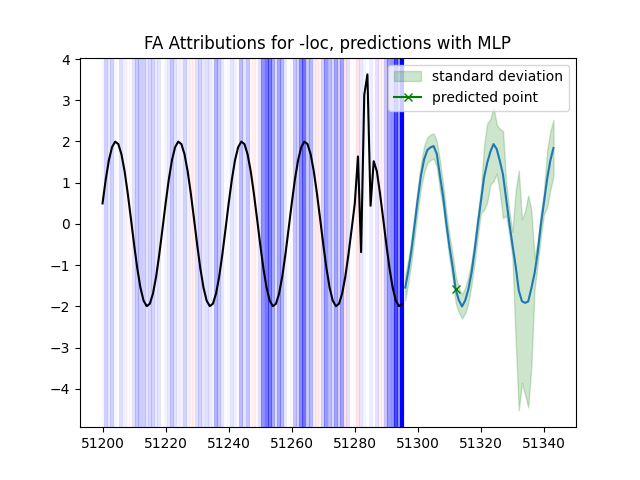 FA Attributions for -loc, predictions with MLP
standard deviation
predicted point
4
3
2
1
0
−1
−2
−3
−4
51200 51220 51240 51260 51280 51300 51320 51340